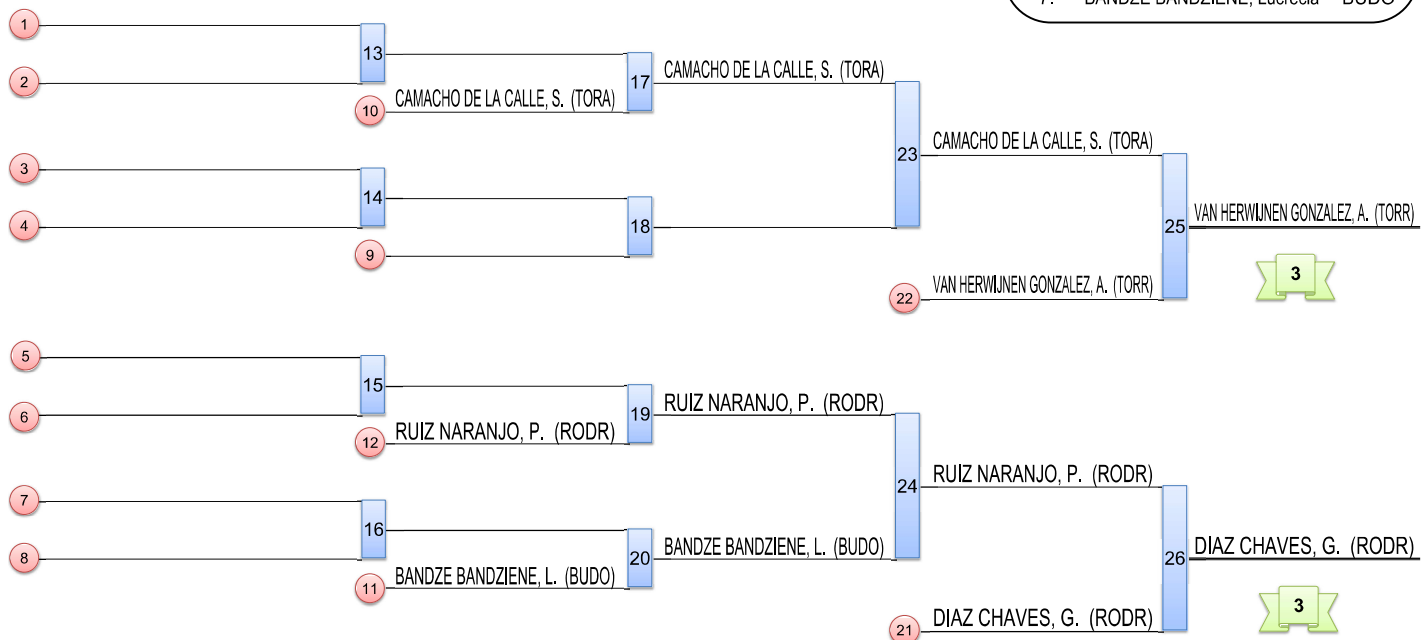 7. BANDZE BANDZIENE, Lucrecia BUDO
1
13
2
17
CAMACHO DE LA CALLE, S. (TORA)
10
CAMACHO DE LA CALLE, S. (TORA)
23
CAMACHO DE LA CALLE, S. (TORA)
3
14
4
18
9
25
VAN HERWIJNEN GONZALEZ, A. (TORR)
3
22
VAN HERWIJNEN GONZALEZ, A. (TORR)
5
15
6
19
RUIZ NARANJO, P. (RODR)
12
RUIZ NARANJO, P. (RODR)
24
RUIZ NARANJO, P. (RODR)
7
16
8
20
BANDZE BANDZIENE, L. (BUDO)
11
BANDZE BANDZIENE, L. (BUDO)
26
DIAZ CHAVES, G. (RODR)
3
21
DIAZ CHAVES, G. (RODR)